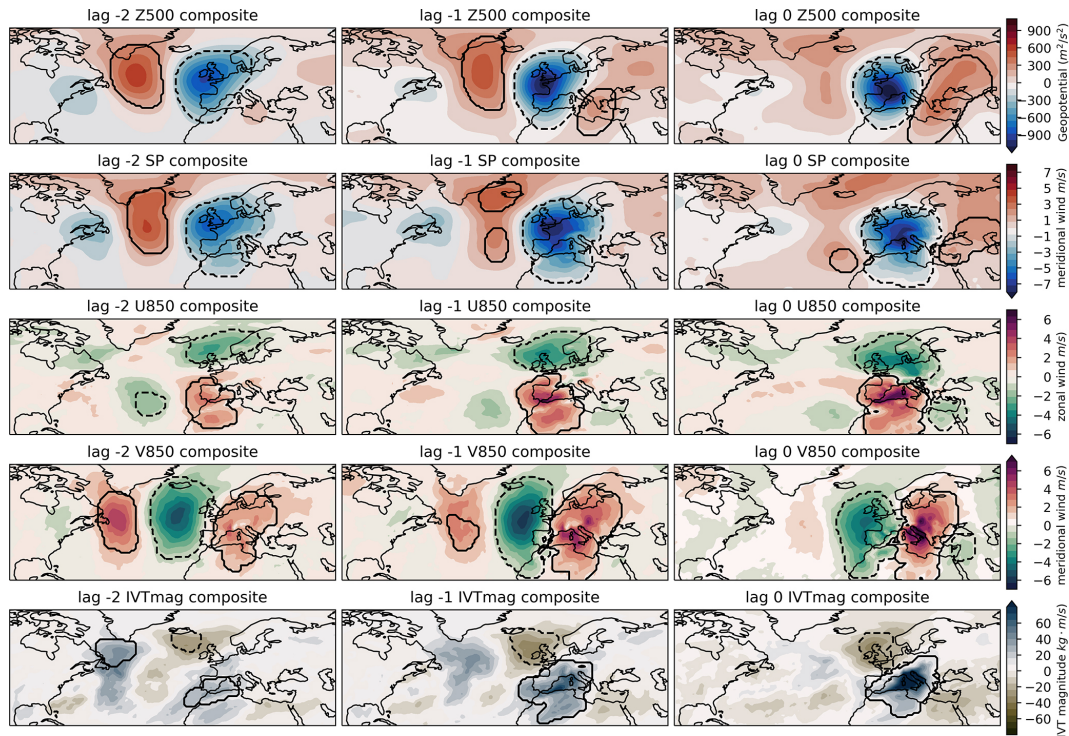 lag -2 Z500 composite
lag -1 Z500 composite
lag 0 Z500 composite
900
600
300
0
−300
−600
−900
Geopotential (m²/s²)
lag -2 SP composite
lag -1 SP composite
lag 0 SP composite
7
5
3
1
−1
−3
−5
−7
meridional wind m/s)
lag -2 U850 composite
lag -1 U850 composite
lag 0 U850 composite
6
4
2
0
−2
−4
−6
zonal wind m/s
lag -2 V850 composite
lag -1 V850 composite
lag 0 V850 composite
6
4
2
0
−2
−4
−6
meridional wind m/s)
lag -2 IVTmag composite
lag -1 IVTmag composite
lag 0 IVTmag composite
60
40
20
0
−20
−40
−60
IVT magnitude kg · m/s)